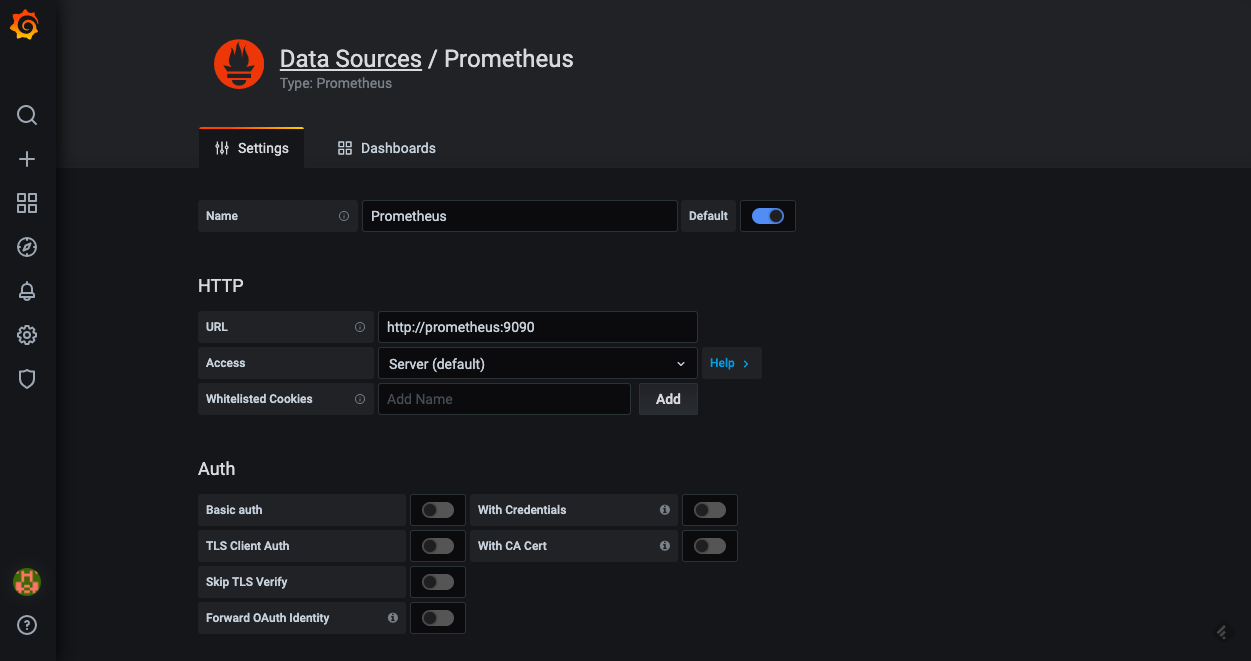 Data Sources / Prometheus
Type: Prometheus
Settings
Dashboards
Name
Prometheus
Default
HTTP
URL
http://prometheus:9090
Access
Server (default)
Help
Whitelisted Cookies
Add Name
Add
Auth
Basic auth
With Credentials
TLS Client Auth
With CA Cert
Skip TLS Verify
Forward OAuth Identity